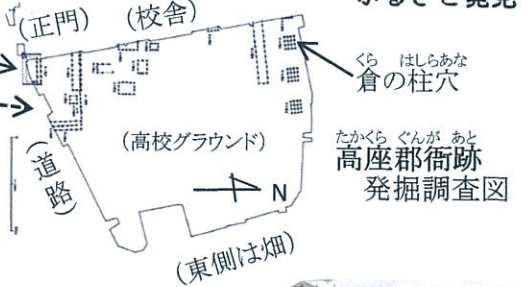 (正門)
(校舎)
くら はしらあな
倉の柱穴
(高校グラウンド)
たかくら ぐんが あと
高座郡衙跡
発掘調査図
(道路)
N
(東側は畑)